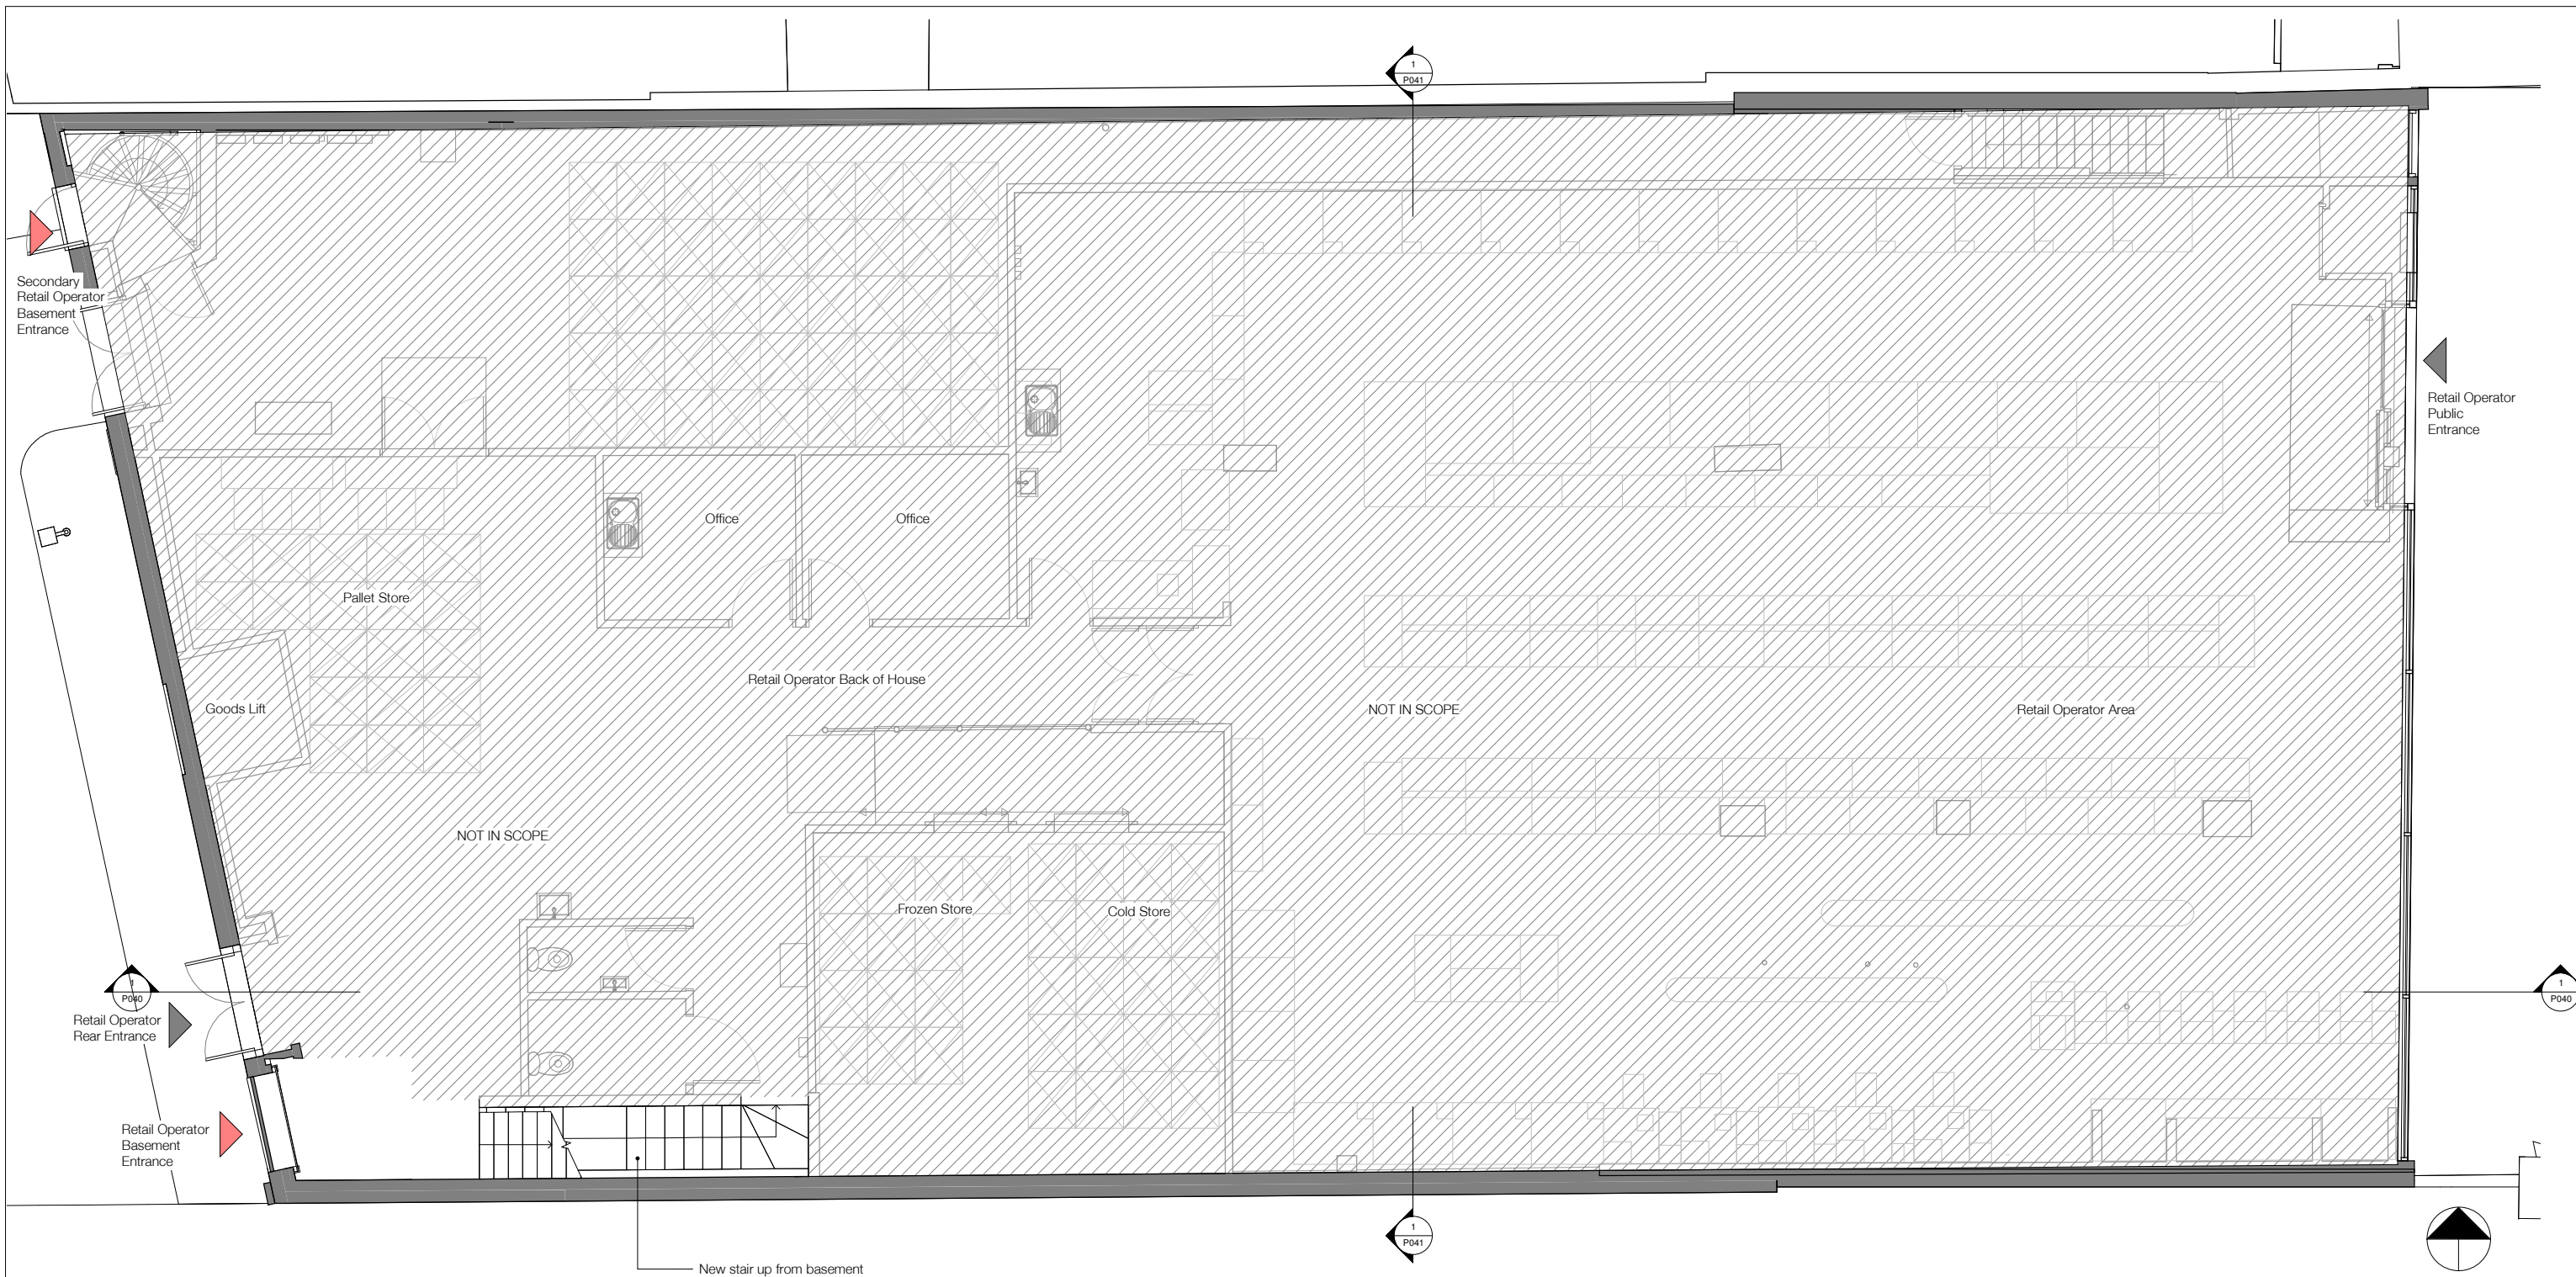 1
P041
Secondary
Retail Operator
Basement
Entrance
Retail Operator
Public
Entrance
Office
Office
Pallet Store
Retail Operator Back of House
Goods Lift
NOT IN SCOPE
Retail Operator Area
NOT IN SCOPE
Frozen Store
Cold Store
1
P040
1
P040
Retail Operator
Rear Entrance
Retail Operator
Basement
Entrance
1
P041
New stair up from basement